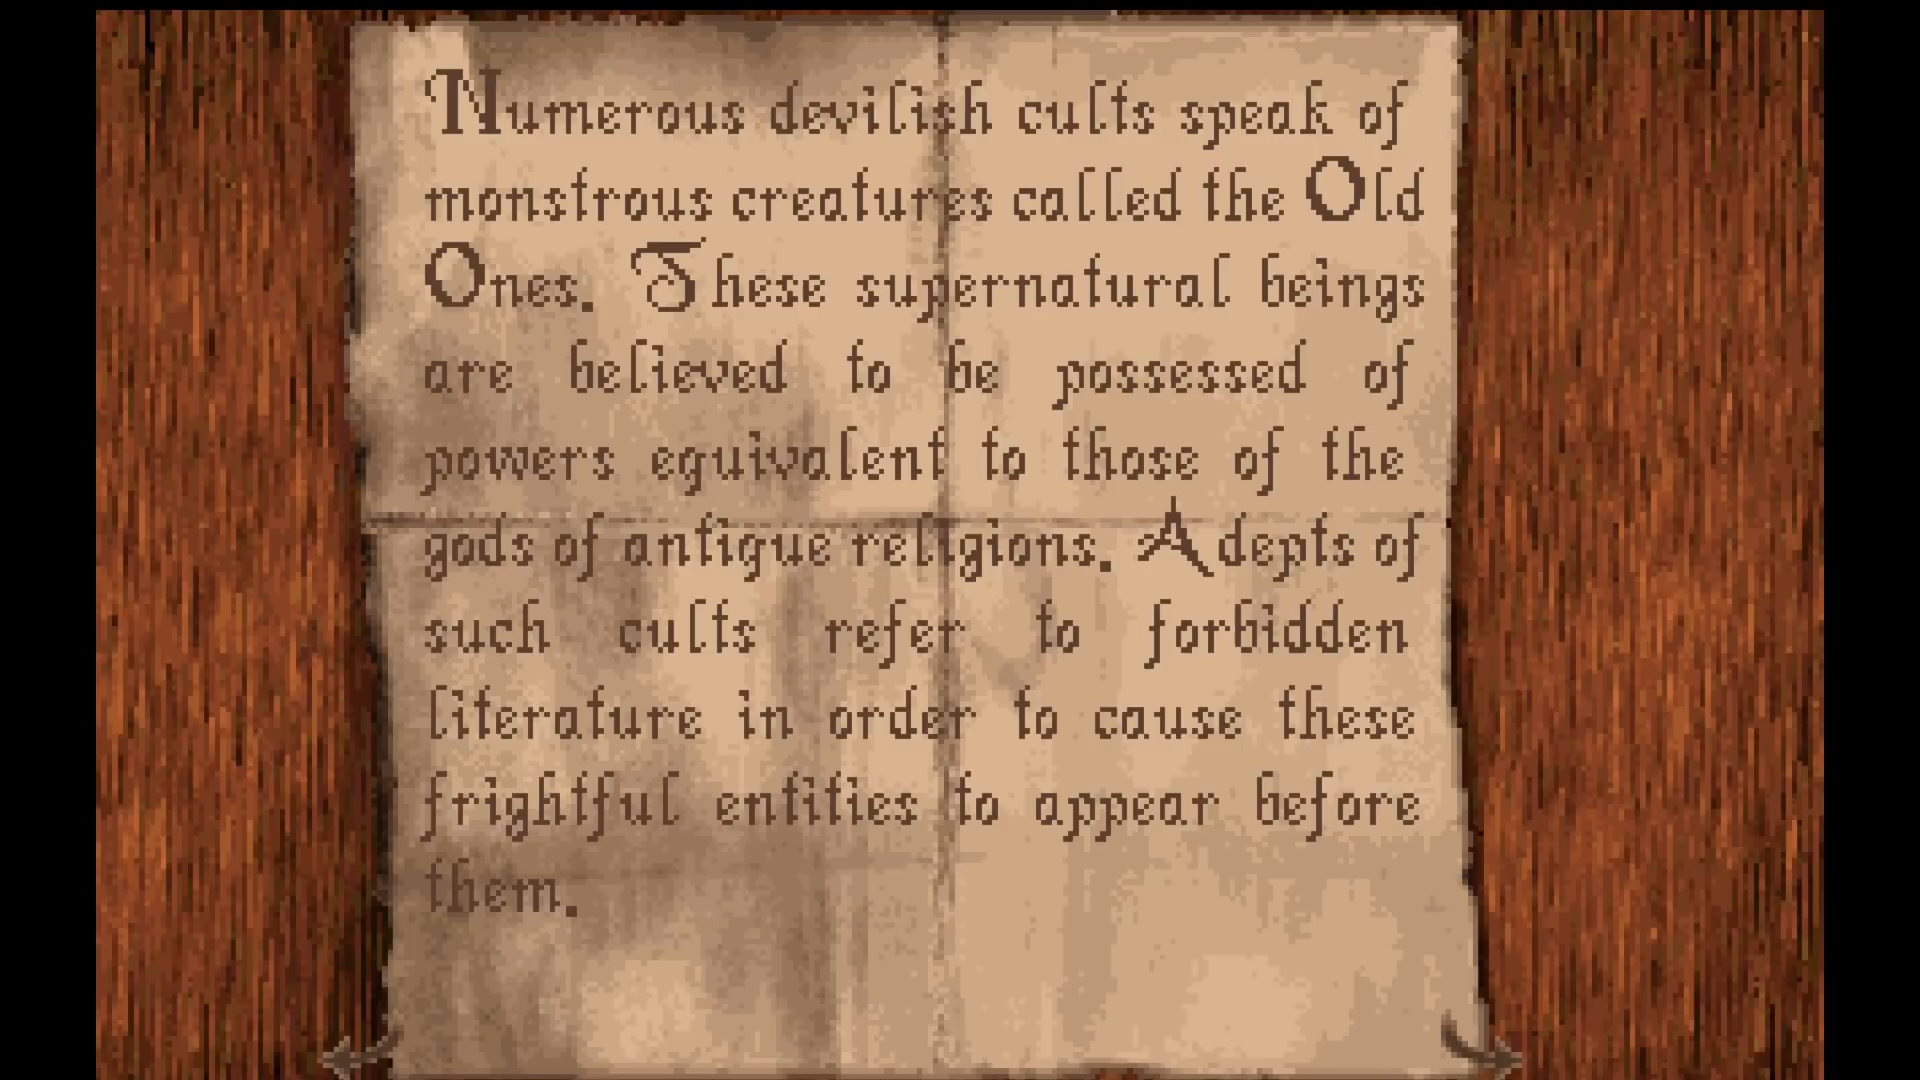 Numerous devilish cults speak of
monstrous creatures called the Old
Ones. These supernatural beings
are believed to be possessed of
powers equivalent to those of the
gods of antique religions. Adepts of
such cults refer to forbidden
literature in order to cause these
frightful entities to appear before
them.